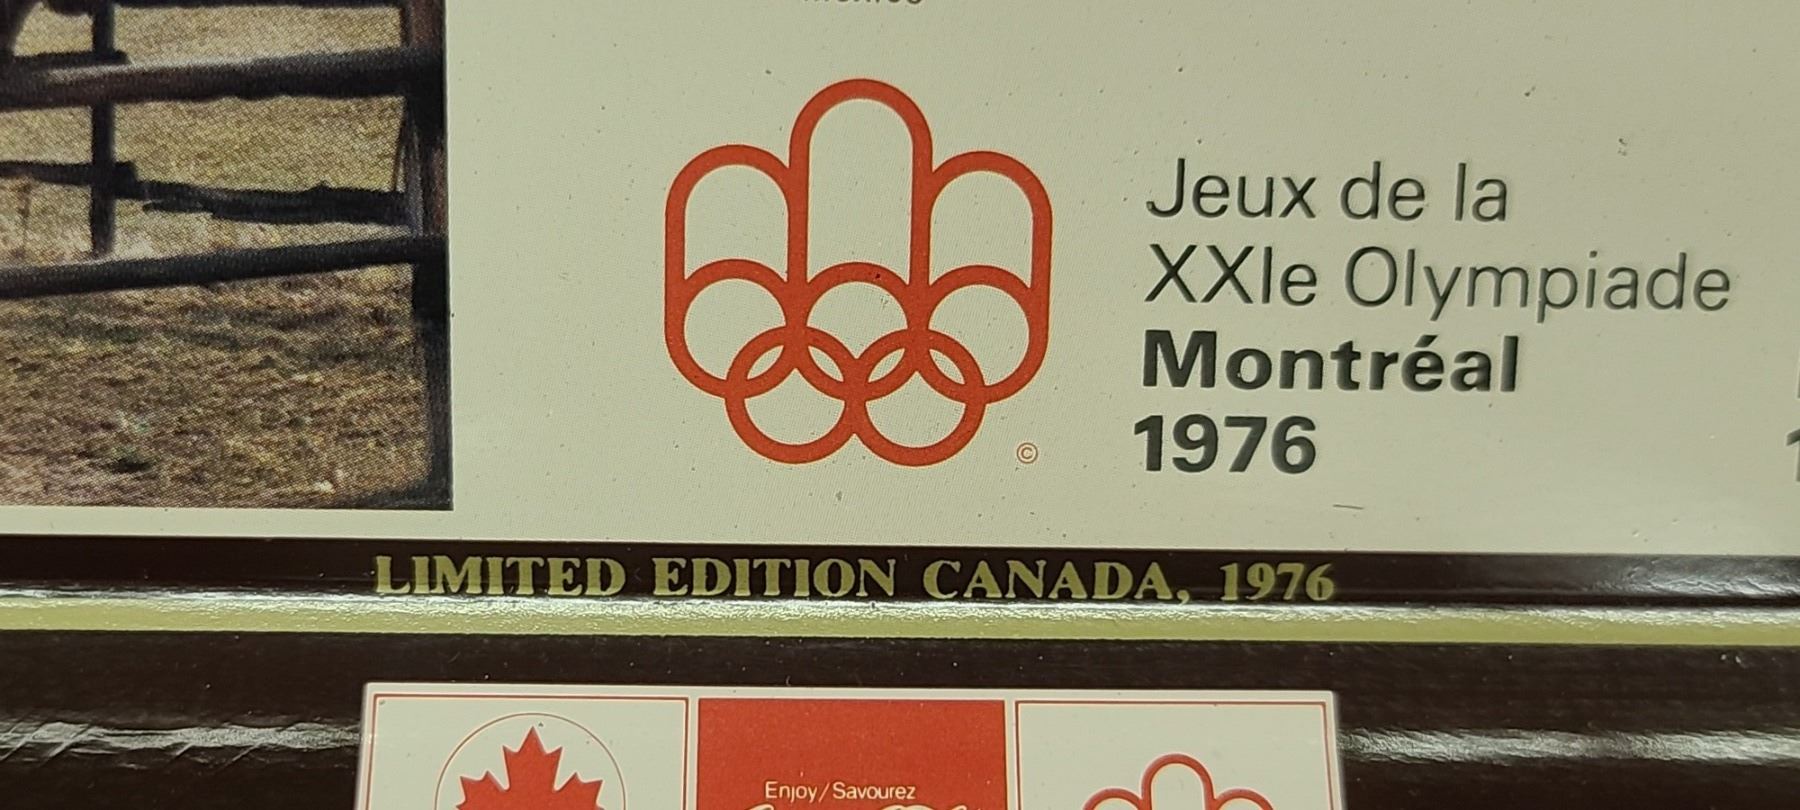 Jeux de la
XXIe Olympiade
Montréal
1976
©
LIMITED EDITION CANADA, 1976
Enjoy/Savourez